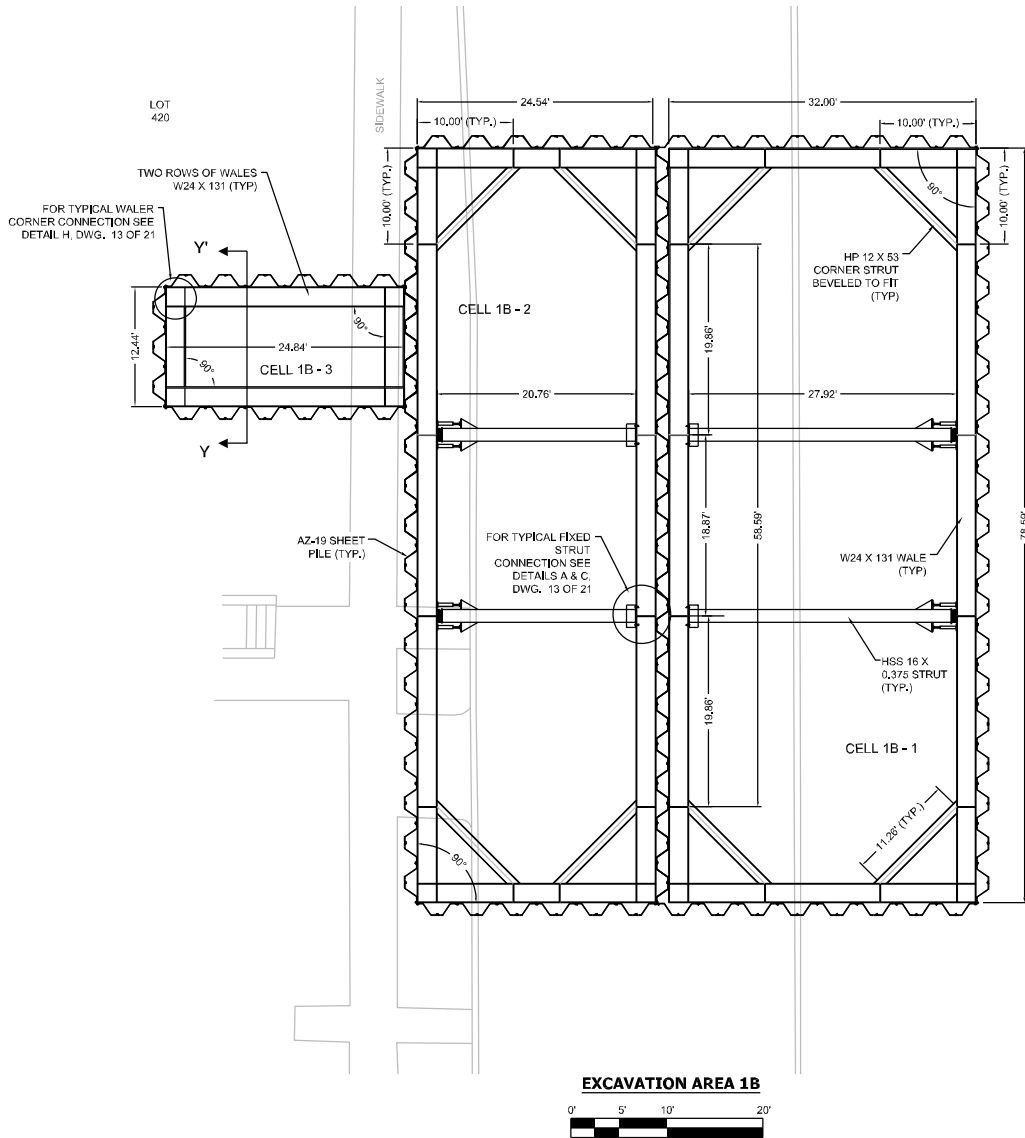 24.54'
32.00'
10.00' (TYP.)
10.00' (TYP.)
LOT
420
SIDEWALK
TWO ROWS OF WALES
W24 X 131 (TYP)
10.00' (TYP.)
90°
10.00' (TYP.)
FOR TYPICAL WALER
CORNER CONNECTION SEE
DETAIL H, DWG. 13 OF 21
Y'
HP 12 X 53
CORNER STRUT
BEVELED TO FIT
(TYP)
CELL 1B - 2
12.44'
24.84'
90°
90°
CELL 1B - 3
19.86'
20.76'
27.92'
Y
18.87'
58.59'
78.59'
AZ-19 SHEET
PILE (TYP.)
FOR TYPICAL FIXED
STRUT
CONNECTION SEE
DETAILS A & C,
DWG. 13 OF 21
W24 X 131 WALE
(TYP)
HSS 16 X
0.375 STRUT
(TYP.)
19.86'
CELL 1B - 1
11.26' (TYP.)
90°
EXCAVATION AREA 1B
0'
5'
10'
20'